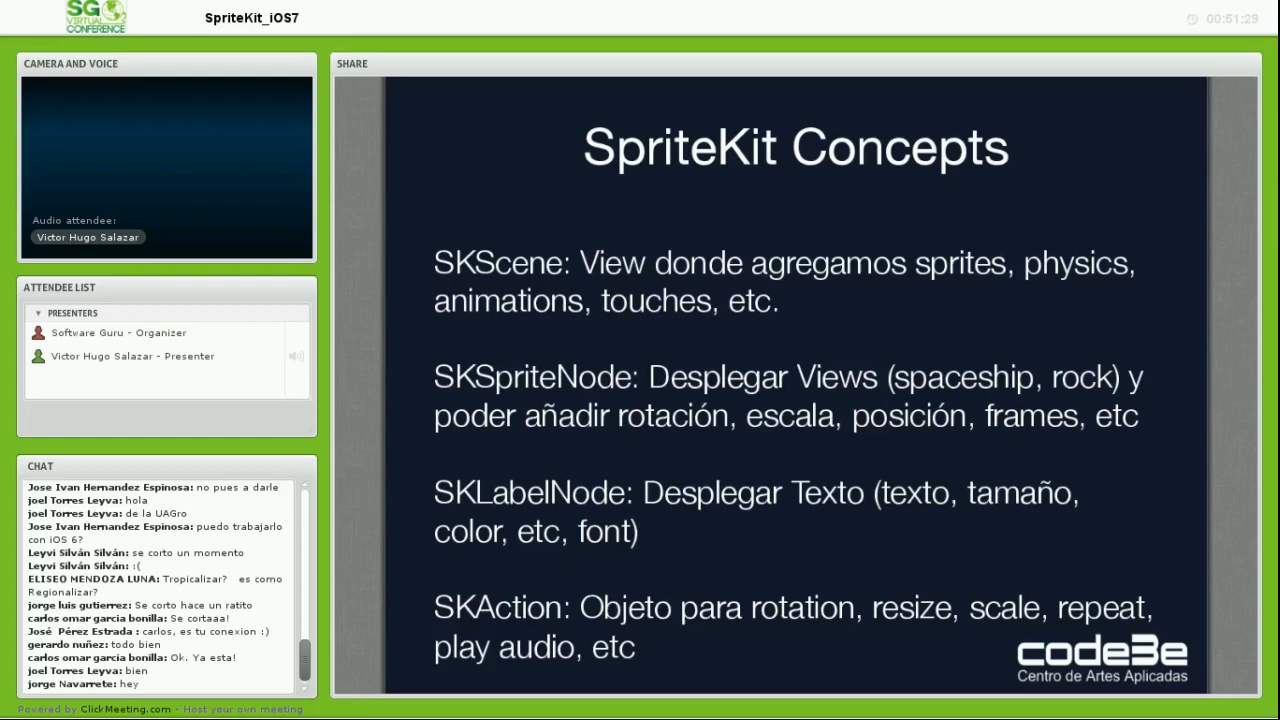 SG
VIRTUAL
CONFERENCE
SpriteKit_iOS7
00:51:29
CAMERA AND VOICE
Audio attendee:
Victor Hugo Salazar
ATTENDEE LIST
PRESENTERS
Software Guru - Organizer
Victor Hugo Salazar - Presenter
CHAT
Jose Ivan Hernandez Espinosa: no pues a darle
joel Torres Leyva: hola
joel Torres Leyva: de la UAGro
Jose Ivan Hernandez Espinosa: puedo trabajarlo
con iOS 6?
Leyvi Silván Silván: se corto un momento
Leyvi Silván Silván: :(
ELISEO MENDOZA LUNA: Tropicalizar? es como
Regionalizar?
jorge luis gutierrez: Se corto hace un ratito
carlos omar garcia bonilla: Se cortaaa!
José Pérez Estrada : carlos, es tu conexion :)
gerardo nuñez: todo bien
carlos omar garcia bonilla: Ok. Ya esta!
joel Torres Leyva: bien
jorge Navarrete: hey
Powered by ClickMeeting.com - Host your own meeting
SHARE
SpriteKit Concepts
SKScene: View donde agregamos sprites, physics,
animations, touches, etc.
SKSpriteNode: Desplegar Views (spaceship, rock) y
poder añadir rotación, escala, posición, frames, etc
SKLabelNode: Desplegar Texto (texto, tamaño,
color, etc, font)
SKAction: Objeto para rotation, resize, scale, repeat,
play audio, etc
code3e
Centro de Artes Aplicadas